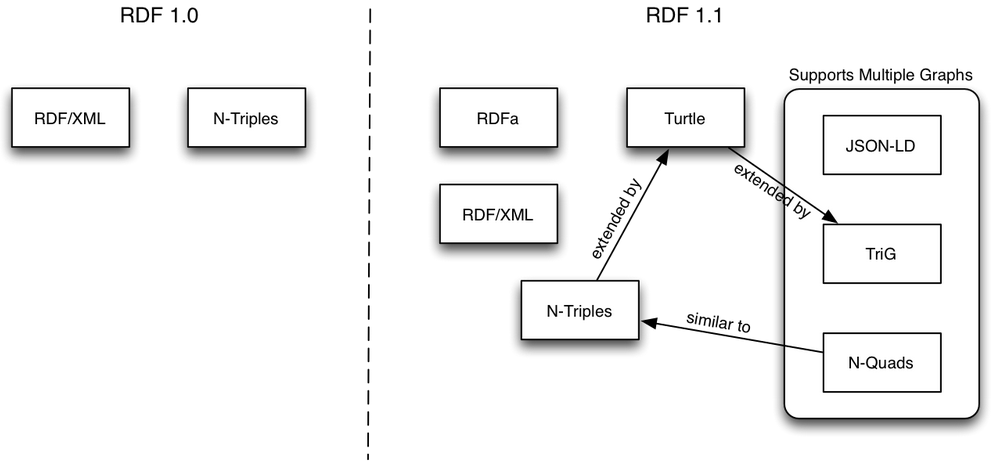 RDF 1.0
RDF 1.1
Supports Multiple Graphs
RDF/XML
N-Triples
RDFa
Turtle
JSON-LD
extended by
extended by
RDF/XML
TriG
N-Triples
similar to
N-Quads